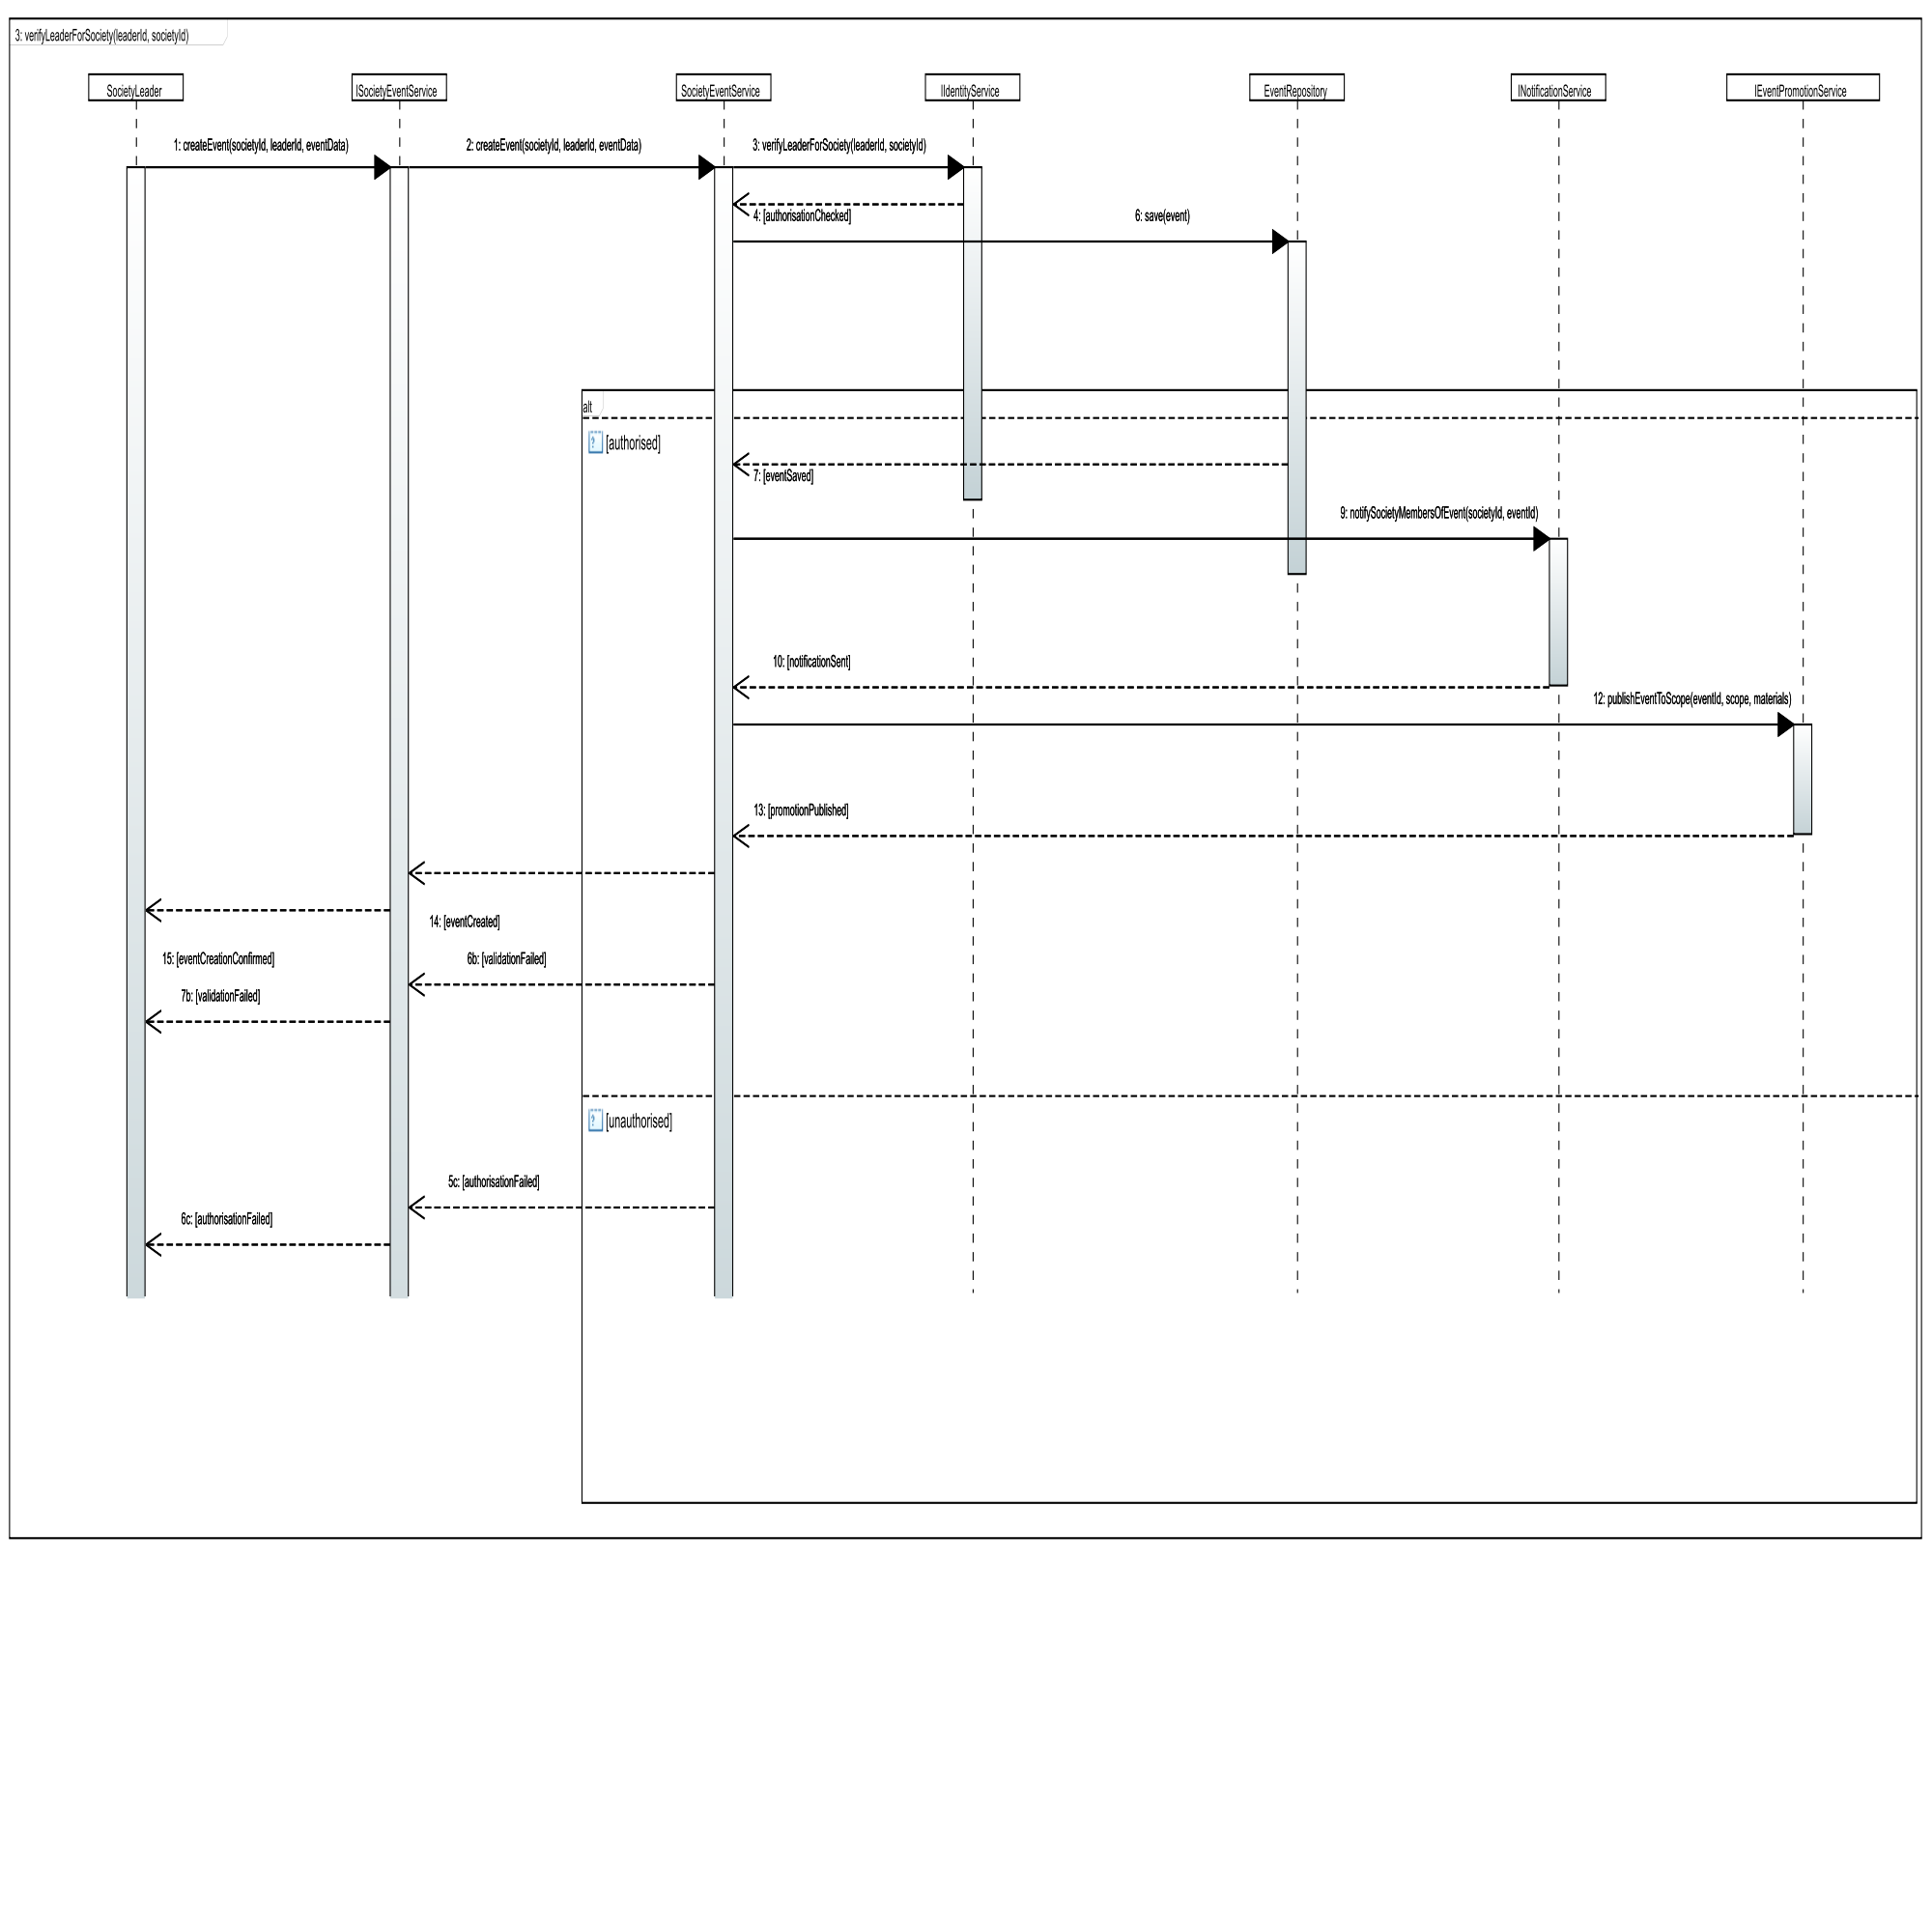 3: verifyLeaderForSociety(leaderId, societyId)
SocietyLeader
ISocietyEventService
SocietyEventService
IIdentityService
EventRepository
INotificationService
IEventPromotionService
1: createEvent(societyId, leaderId, eventData)
2: createEvent(societyId, leaderId, eventData)
3: verifyLeaderForSociety(leaderId, societyId)
4: [authorisationChecked]
6: save(event)
alt
? [authorised]
7: [eventSaved]
9: notifySocietyMembersOfEvent(societyId, eventId)
10: [notificationSent]
12: publishEventToScope(eventId, scope, materials)
13: [promotionPublished]
14: [eventCreated]
15: [eventCreationConfirmed]
6b: [validationFailed]
7b: [validationFailed]
? [unauthorised]
5c: [authorisationFailed]
6c: [authorisationFailed]